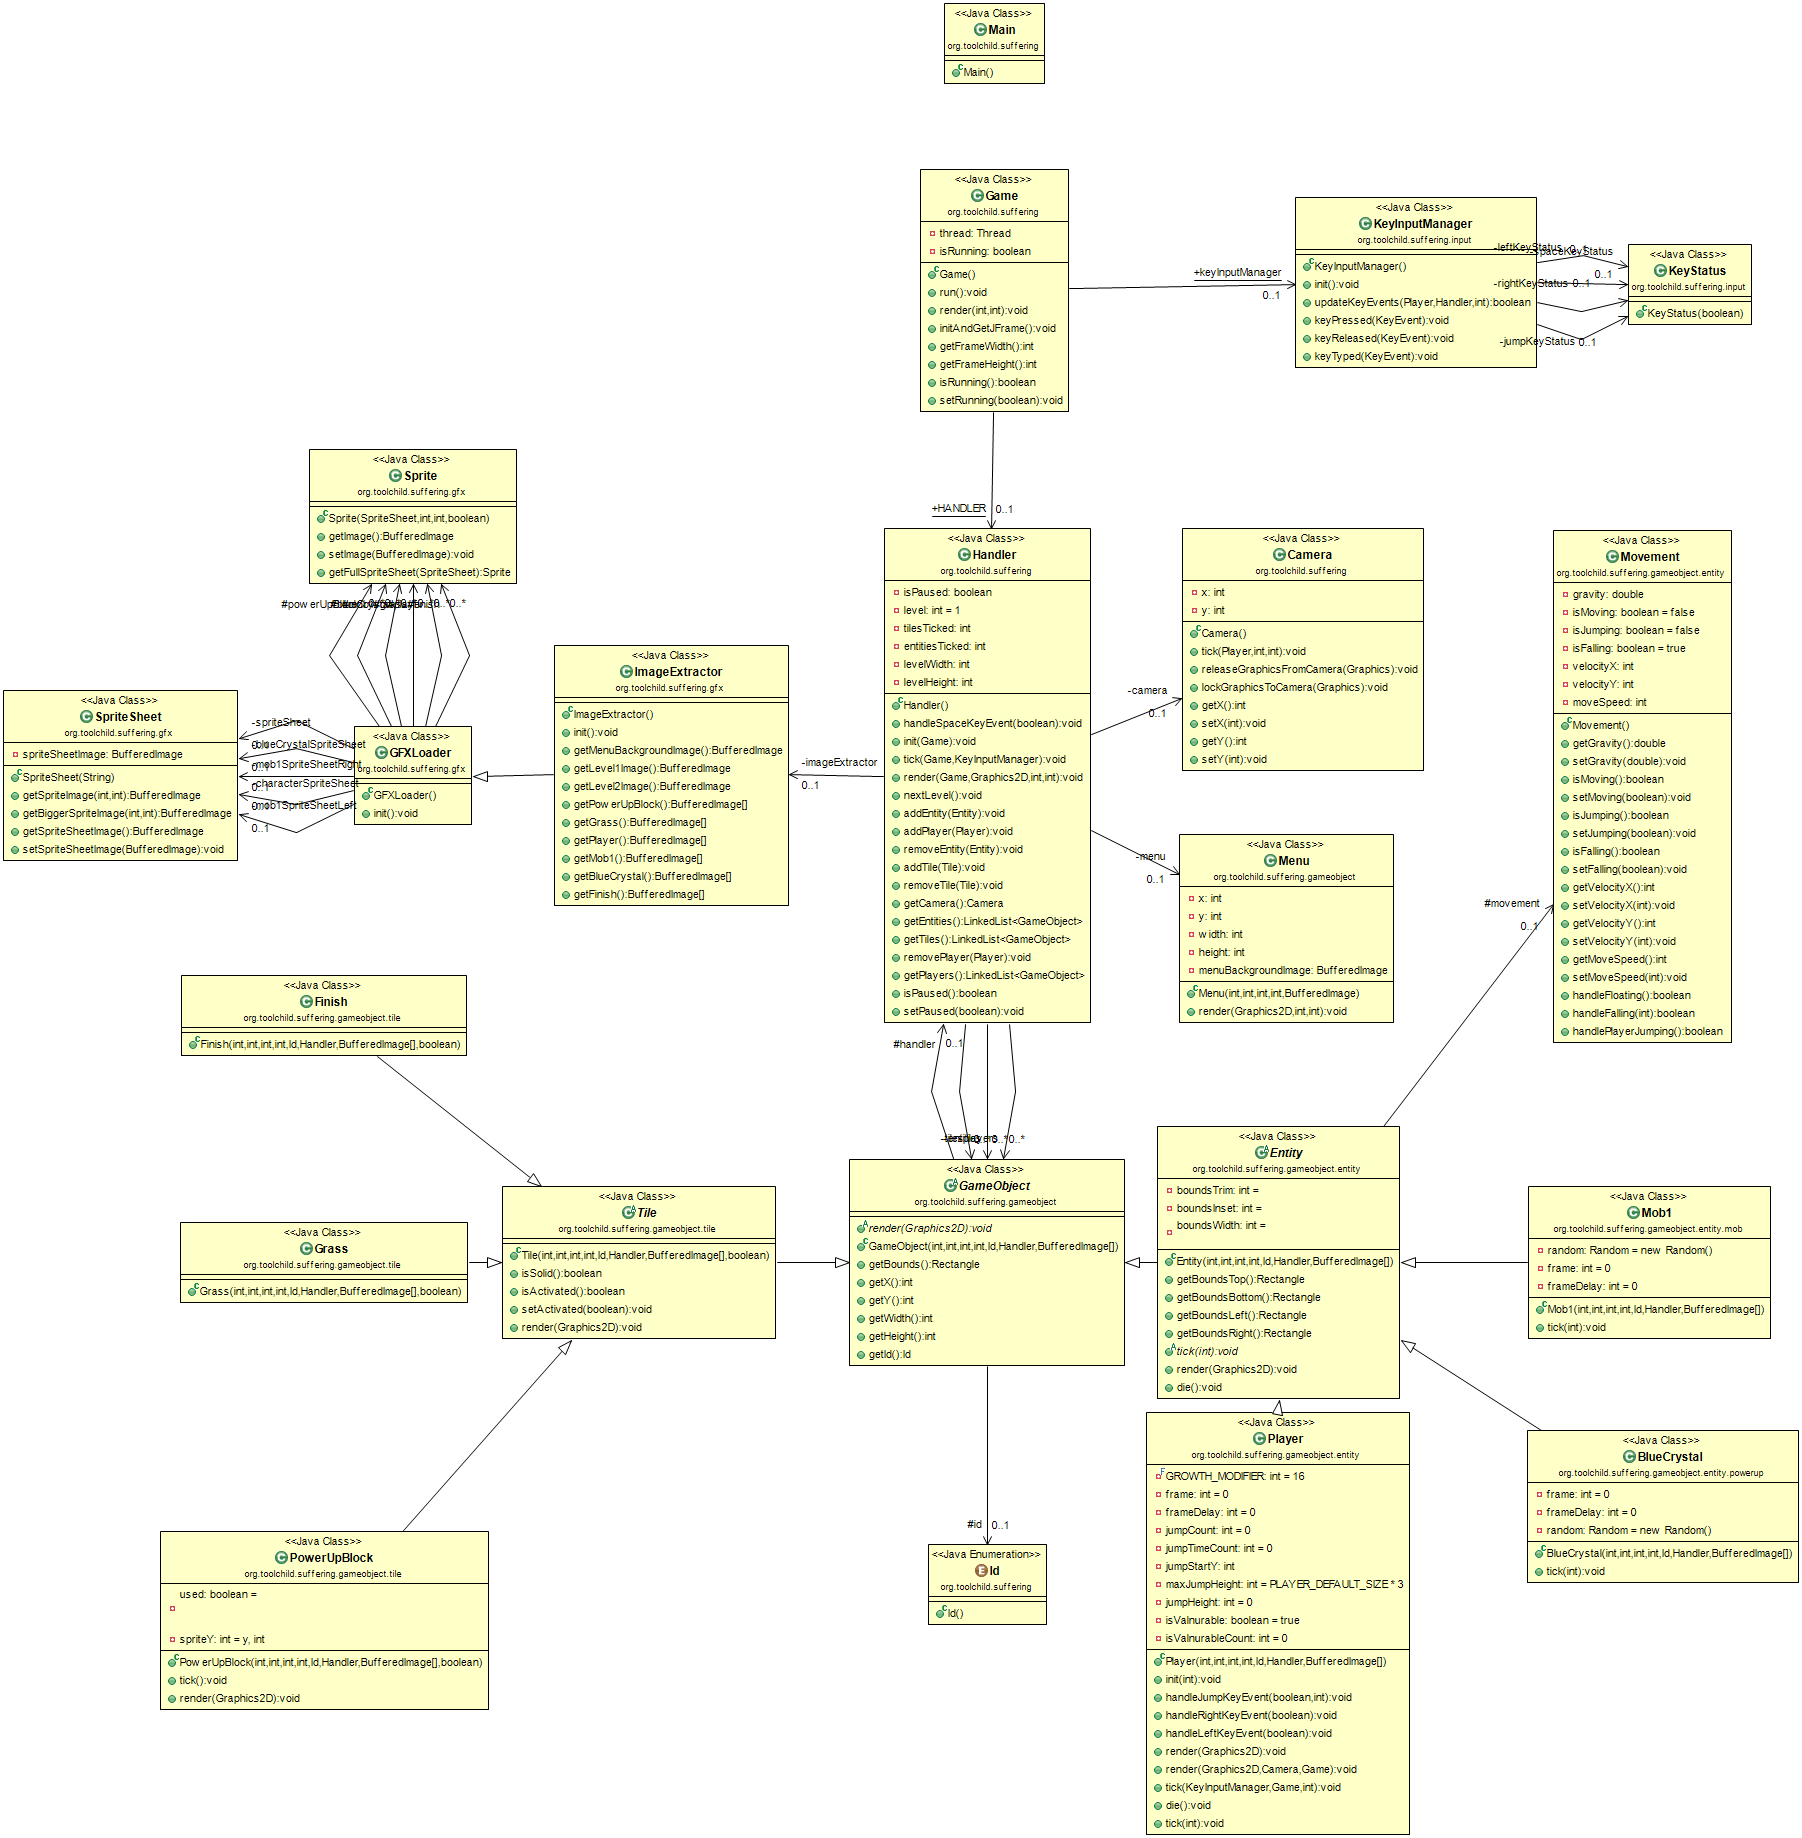 <<Java Class>>
Main
org.toolchild.suffering
Main()
<<Java Class>>
Game
org.toolchild.suffering
thread: Thread
isRunning: boolean
Game()
run():void
render(int,int):void
initAndGetJFrame():void
getFrameWidth():int
getFrameHeight():int
isRunning():boolean
setRunning(boolean):void
+keyInputManager
0..1
<<Java Class>>
KeyInputManager
org.toolchild.suffering.input
KeyInputManager()
init():void
updateKeyEvents(Player,Handler,int):boolean
keyPressed(KeyEvent):void
keyReleased(KeyEvent):void
keyTyped(KeyEvent):void
-leftKeyStatus 0..1
-spaceKeyStatus
0..1
-rightKeyStatus 0..1
-jumpKeyStatus 0..1
<<Java Class>>
KeyStatus
org.toolchild.suffering.input
KeyStatus(boolean)
+HANDLER 0..1
<<Java Class>>
Sprite
org.toolchild.suffering.gfx
Sprite(SpriteSheet,int,int,boolean)
getImage():BufferedImage
setImage(BufferedImage):void
getFullSpriteSheet(SpriteSheet):Sprite
0..*
<<Java Class>>
SpriteSheet
org.toolchild.suffering.gfx
spriteSheetImage: BufferedImage
SpriteSheet(String)
getSpriteImage(int,int):BufferedImage
getBiggerSpriteImage(int,int):BufferedImage
getSpriteSheetImage():BufferedImage
setSpriteSheetImage(BufferedImage):void
-spriteSheet
0..1
-blueCrystalSpriteSheet
0..1
-mob1SpriteSheetRight
0..1
-characterSpriteSheet
0..1
-mob1SpriteSheetLeft
0..1
<<Java Class>>
GFXLoader
org.toolchild.suffering.gfx
GFXLoader()
init():void
<<Java Class>>
ImageExtractor
org.toolchild.suffering.gfx
ImageExtractor()
init():void
getMenuBackgroundImage():BufferedImage
getLevel1Image():BufferedImage
getLevel2Image():BufferedImage
getPowerUpBlock():BufferedImage[]
getGrass():BufferedImage[]
getPlayer():BufferedImage[]
getMob1():BufferedImage[]
getBlueCrystal():BufferedImage[]
getFinish():BufferedImage[]
-imageExtractor
0..1
<<Java Class>>
Handler
org.toolchild.suffering
isPaused: boolean
level: int = 1
tilesTicked: int
entitiesTicked: int
levelWidth: int
levelHeight: int
Handler()
handleSpaceKeyEvent(boolean):void
init(Game):void
tick(Game,KeyInputManager):void
render(Game,Graphics2D,int,int):void
nextLevel():void
addEntity(Entity):void
addPlayer(Player):void
removeEntity(Entity):void
addTile(Tile):void
removeTile(Tile):void
getCamera():Camera
getEntities():LinkedList<GameObject>
getTiles():LinkedList<GameObject>
removePlayer(Player):void
getPlayers():LinkedList<GameObject>
isPaused():boolean
setPaused(boolean):void
-camera
0..1
<<Java Class>>
Camera
org.toolchild.suffering
x: int
y: int
Camera()
tick(Player,int,int):void
releaseGraphicsFromCamera(Graphics):void
lockGraphicsToCamera(Graphics):void
getX():int
setX(int):void
getY():int
setY(int):void
-menu
0..1
<<Java Class>>
Menu
org.toolchild.suffering.gameobject
x: int
y: int
width: int
height: int
menuBackgroundImage: BufferedImage
Menu(int,int,int,int,BufferedImage)
render(Graphics2D,int,int):void
<<Java Class>>
Movement
org.toolchild.suffering.gameobject.entity
gravity: double
isMoving: boolean = false
isJumping: boolean = false
isFalling: boolean = true
velocityX: int
velocityY: int
moveSpeed: int
Movement()
getGravity():double
setGravity(double):void
isMoving():boolean
setMoving(boolean):void
isJumping():boolean
setJumping(boolean):void
isFalling():boolean
setFalling(boolean):void
getVelocityX():int
setVelocityX(int):void
getVelocityY():int
setVelocityY(int):void
getMoveSpeed():int
setMoveSpeed(int):void
handleFloating():boolean
handleFalling(int):boolean
handlePlayerJumping():boolean
#movement
0..1
<<Java Class>>
Finish
org.toolchild.suffering.gameobject.tile
Finish(int,int,int,int,Id,Handler,BufferedImage[],boolean)
<<Java Class>>
Grass
org.toolchild.suffering.gameobject.tile
Grass(int,int,int,int,Id,Handler,BufferedImage[],boolean)
<<Java Class>>
Tile
org.toolchild.suffering.gameobject.tile
Tile(int,int,int,int,Id,Handler,BufferedImage[],boolean)
isSolid():boolean
isActivated():boolean
setActivated(boolean):void
render(Graphics2D):void
#handler 0..1
0..*
<<Java Class>>
GameObject
org.toolchild.suffering.gameobject
render(Graphics2D):void
GameObject(int,int,int,int,Id,Handler,BufferedImage[])
getBounds():Rectangle
getX():int
getY():int
getWidth():int
getHeight():int
getId():Id
<<Java Class>>
Entity
org.toolchild.suffering.gameobject.entity
boundsTrim: int =
boundsInset: int =
boundsWidth: int =
Entity(int,int,int,int,Id,Handler,BufferedImage[])
getBoundsTop():Rectangle
getBoundsBottom():Rectangle
getBoundsLeft():Rectangle
getBoundsRight():Rectangle
tick(int):void
render(Graphics2D):void
die():void
<<Java Class>>
Mob1
org.toolchild.suffering.gameobject.entity.mob
random: Random = new Random()
frame: int = 0
frameDelay: int = 0
Mob1(int,int,int,int,Id,Handler,BufferedImage[])
tick(int):void
<<Java Class>>
BlueCrystal
org.toolchild.suffering.gameobject.entity.powerup
frame: int = 0
frameDelay: int = 0
random: Random = new Random()
BlueCrystal(int,int,int,int,Id,Handler,BufferedImage[])
tick(int):void
<<Java Class>>
Player
org.toolchild.suffering.gameobject.entity
GROWTH_MODIFIER: int = 16
frame: int = 0
frameDelay: int = 0
jumpCount: int = 0
jumpTimeCount: int = 0
jumpStartY: int
maxJumpHeight: int = PLAYER_DEFAULT_SIZE * 3
jumpHeight: int = 0
isValnurable: boolean = true
isValnurableCount: int = 0
Player(int,int,int,int,Id,Handler,BufferedImage[])
init(int):void
handleJumpKeyEvent(boolean,int):void
handleRightKeyEvent(boolean):void
handleLeftKeyEvent(boolean):void
render(Graphics2D):void
render(Graphics2D,Camera,Game):void
tick(KeyInputManager,Game,int):void
die():void
tick(int):void
<<Java Class>>
PowerUpBlock
org.toolchild.suffering.gameobject.tile
used: boolean =
spriteY: int = y, int
PowerUpBlock(int,int,int,int,Id,Handler,BufferedImage[],boolean)
tick():void
render(Graphics2D):void
#id 0..1
<<Java Enumeration>>
Id
org.toolchild.suffering
Id()